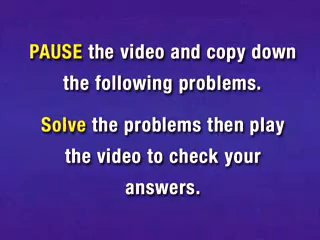 PAUSE the video and copy down
the following problems.
Solve the problems then play
the video to check your
answers.